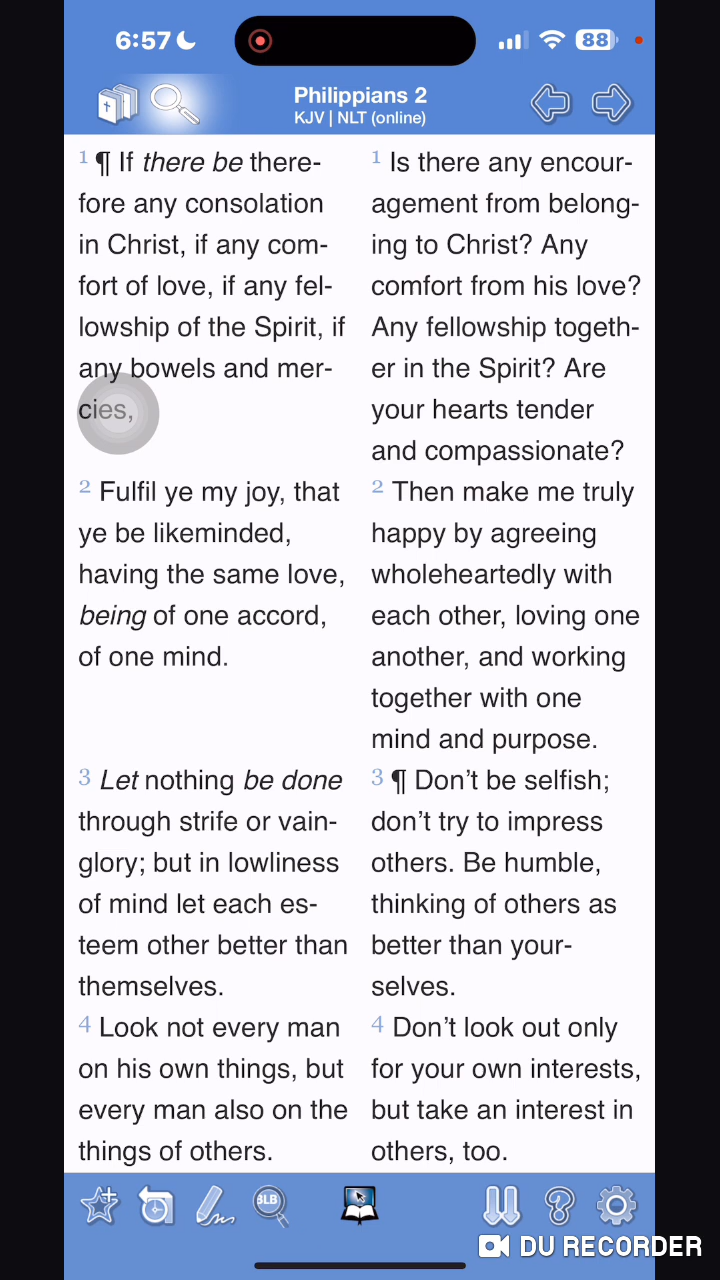 6:57
88
Philippians 2
KJV | NLT (online)
1 ¶ If there be there-
fore any consolation
in Christ, if any com-
fort of love, if any fel-
lowship of the Spirit, if
any bowels and mer-
cies,
2 Fulfil ye my joy, that
ye be likeminded,
having the same love,
being of one accord,
of one mind.
3 Let nothing be done
through strife or vain-
glory; but in lowliness
of mind let each es-
teem other better than
themselves.
4 Look not every man
on his own things, but
every man also on the
things of others.
1 Is there any encour-
agement from belong-
ing to Christ? Any
comfort from his love?
Any fellowship togeth-
er in the Spirit? Are
your hearts tender
and compassionate?
2 Then make me truly
happy by agreeing
wholeheartedly with
each other, loving one
another, and working
together with one
mind and purpose.
3 ¶ Don’t be selfish;
don’t try to impress
others. Be humble,
thinking of others as
better than your-
selves.
4 Don’t look out only
for your own interests,
but take an interest in
others, too.
BLB
DU RECORDER